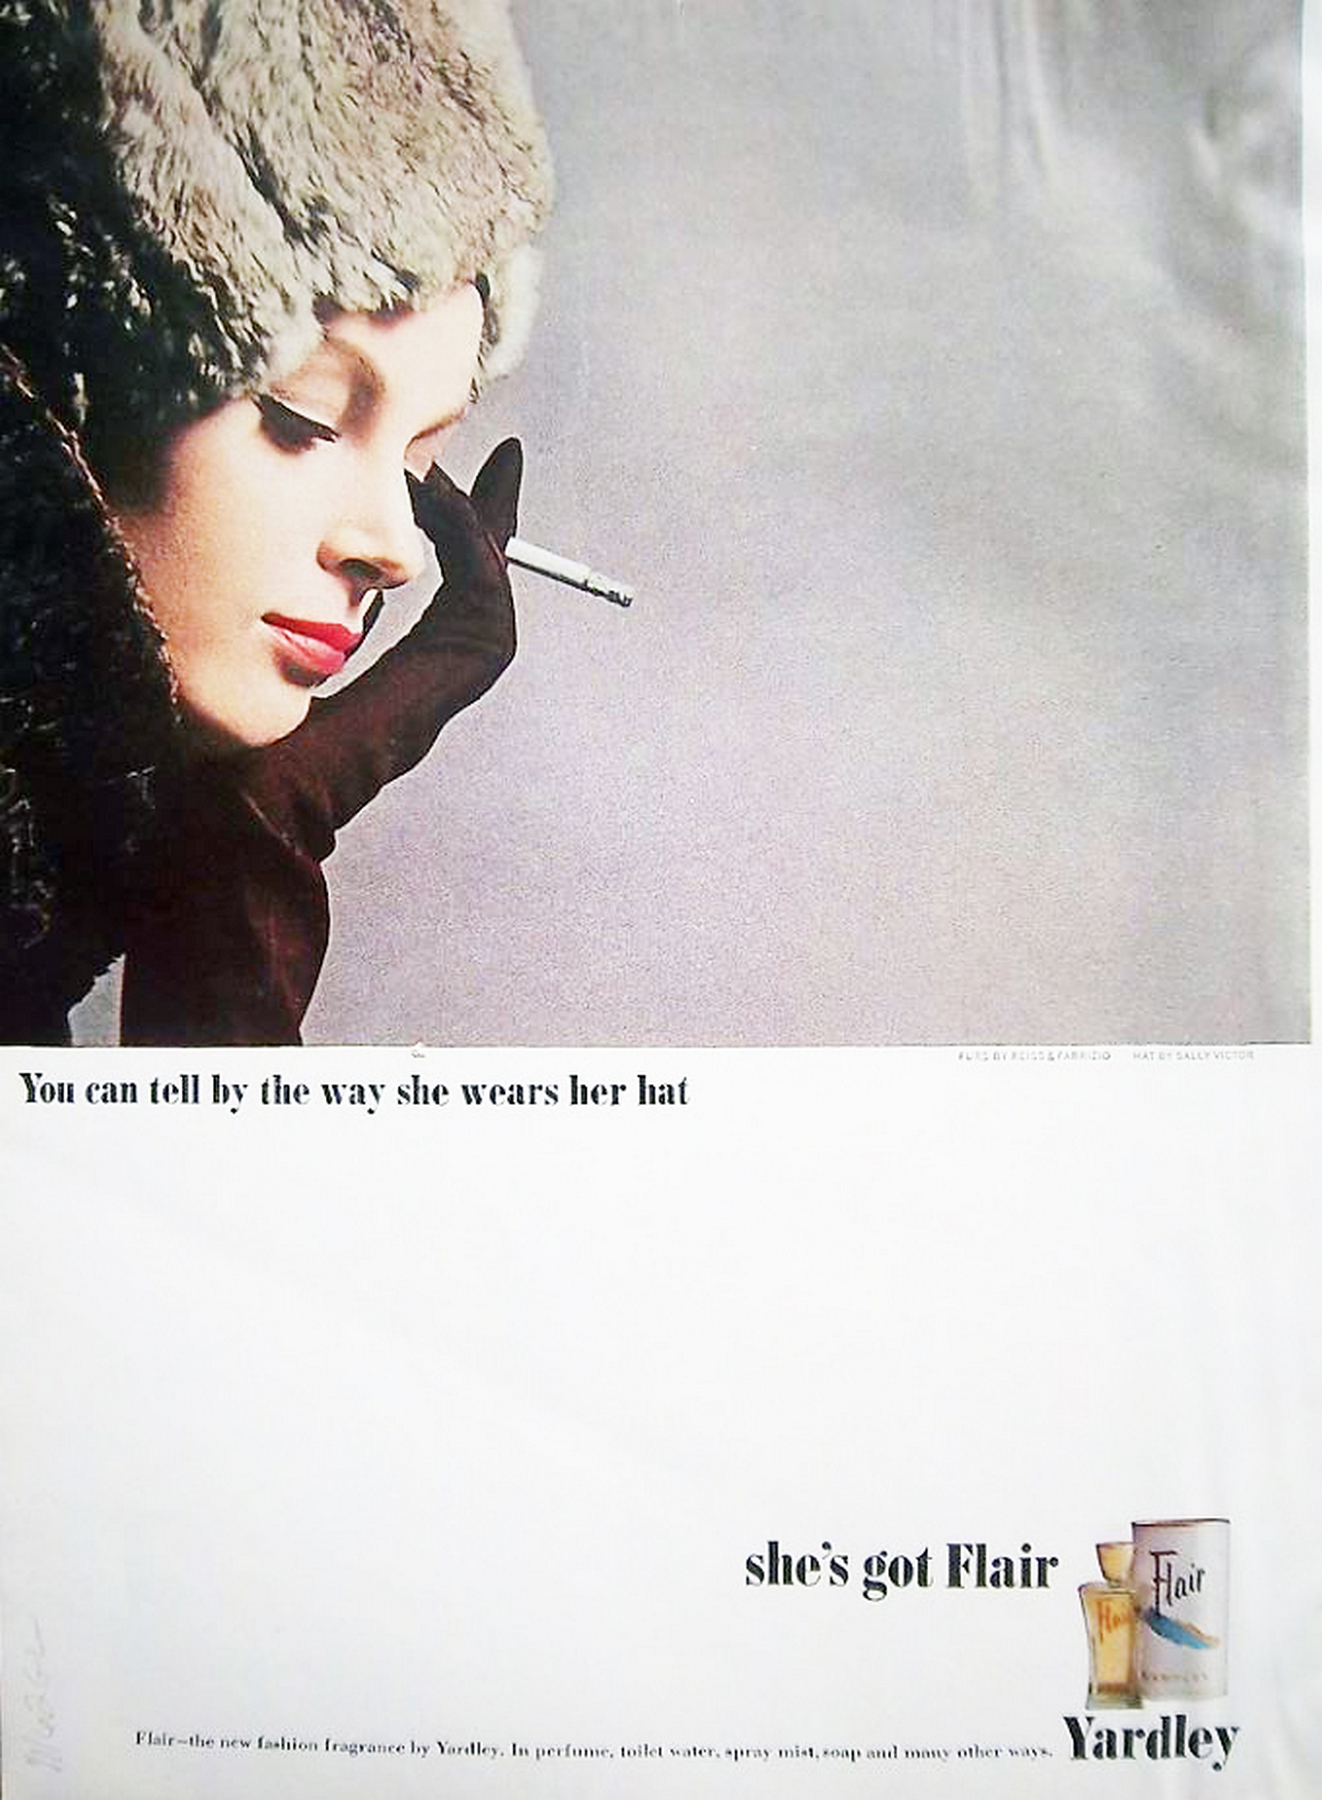 FURS BY REISS & FABRIZIO HAT BY SALLY VICTOR
You can tell by the way she wears her hat
she's got Flair
Flair
Flair
YARDLEY
Yardley
Flair—the new fashion fragrance by Yardley. In perfume, toilet water, spray mist, soap and many other ways.